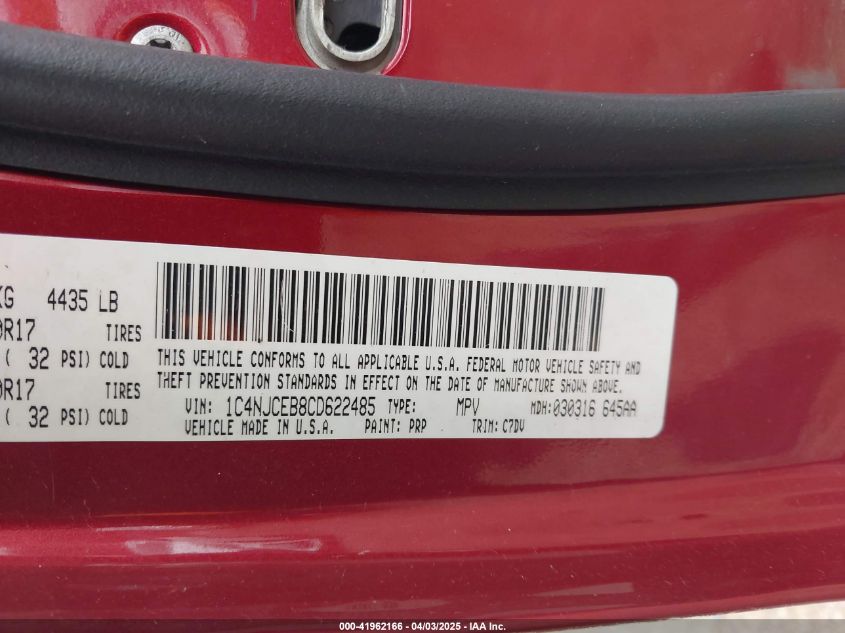 KG 4435 LB
0R17 TIRES
( 32 PSI) COLD
0R17 TIRES
( 32 PSI) COLD
THIS VEHICLE CONFORMS TO ALL APPLICABLE U.S.A. FEDERAL MOTOR VEHICLE SAFETY AND
THEFT PREVENTION STANDARDS IN EFFECT ON THE DATE OF MANUFACTURE SHOWN ABOVE.
VIN: 1C4NJCEB8CD622485 TYPE: MPV MDH:030316 645AA
VEHICLE MADE IN U.S.A. PAINT: PRP TRIM: C7DV
000-41962166 - 04/03/2025 - IAA Inc.